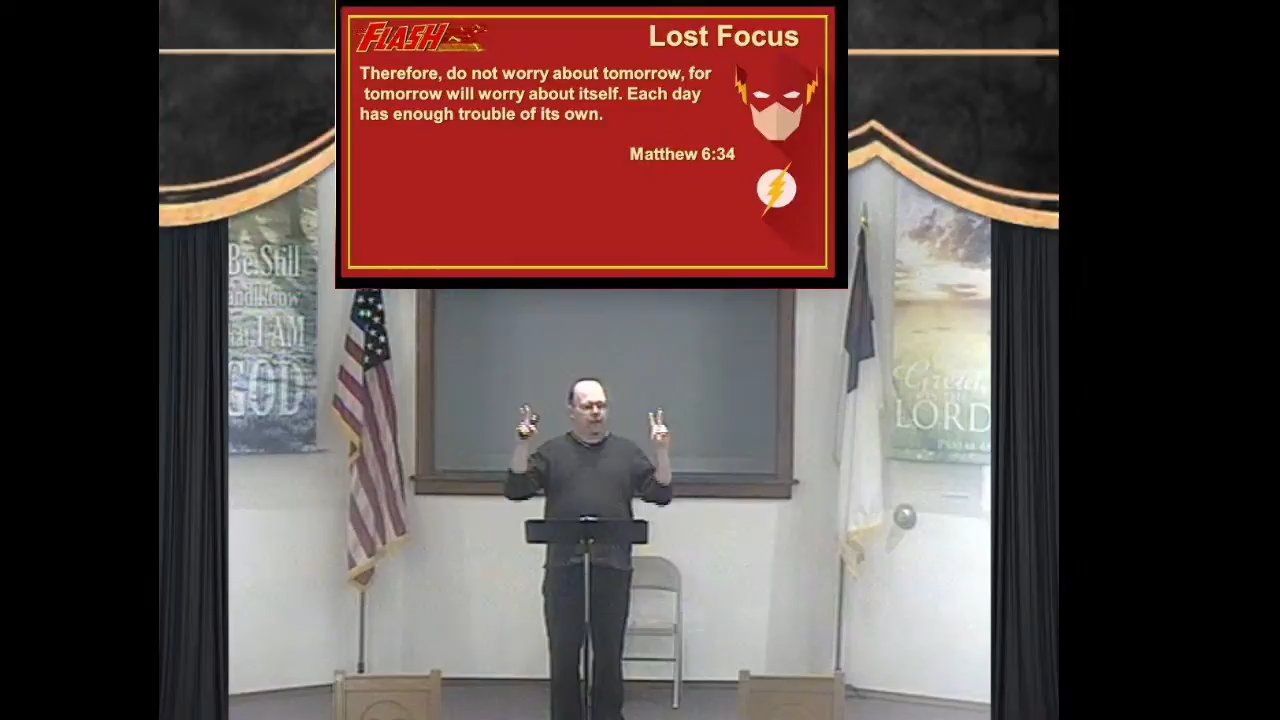 FLASH
Lost Focus
Therefore, do not worry about tomorrow, for
tomorrow will worry about itself. Each day
has enough trouble of its own.
Matthew 6:34
Be Still
and Know
that I AM
GOD
Great
LORD